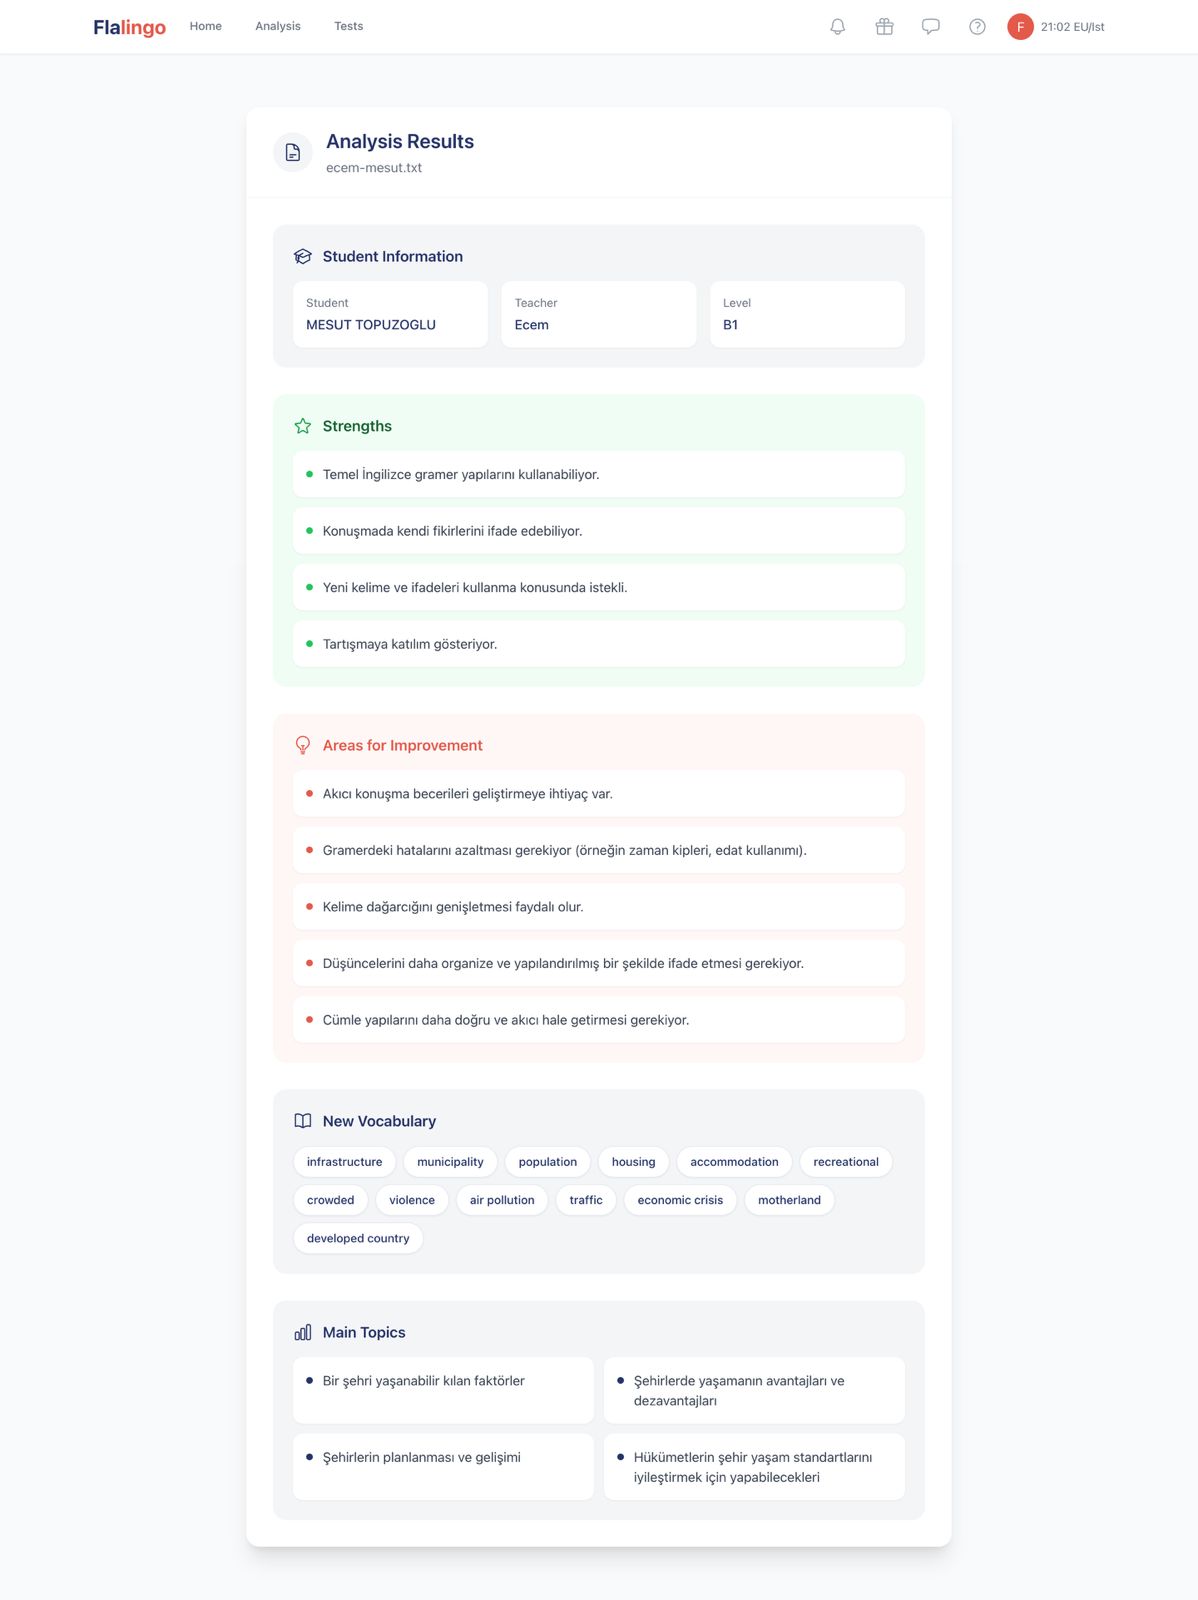 Flalingo
Home Analysis Tests
F 21:02 EU/Ist
Analysis Results
ecem-mesut.txt
Student Information
Student
MESUT TOPUZOGLU
Teacher
Ecem
Level
B1
Strengths
Temel İngilizce gramer yapılarını kullanabiliyor.
Konuşmada kendi fikirlerini ifade edebiliyor.
Yeni kelime ve ifadeleri kullanma konusunda istekli.
Tartışmaya katılım gösteriyor.
Areas for Improvement
Akıcı konuşma becerileri geliştirmeye ihtiyaç var.
Gramerdeki hatalarını azaltması gerekiyor (örneğin zaman kipleri, edat kullanımı).
Kelime dağarcığını genişletmesi faydalı olur.
Düşüncelerini daha organize ve yapılandırılmış bir şekilde ifade etmesi gerekiyor.
Cümle yapılarını daha doğru ve akıcı hale getirmesi gerekiyor.
New Vocabulary
infrastructure municipality population housing accommodation recreational
crowded violence air pollution traffic economic crisis motherland
developed country
Main Topics
Bir şehri yaşanabilir kılan faktörler
Şehirlerde yaşamanın avantajları ve
dezavantajları
Şehirlerin planlanması ve gelişimi
Hükümetlerin şehir yaşam standartlarını
iyileştirmek için yapabilecekleri